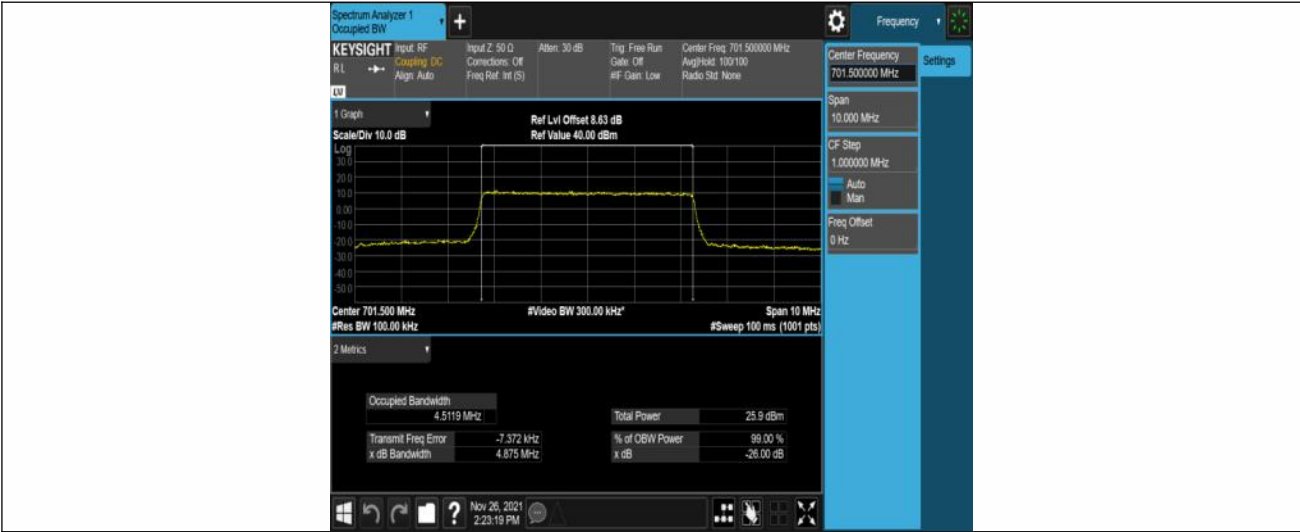 Spectrum Analyzer 1
Occupied BW
Frequency
KEYSIGHT
R L
Input: RF
Coupling: DC
Align: Auto
Input Z: 50 Ω
Corrections: Off
Freq Ref: Int (S)
Atten: 30 dB
Trig: Free Run
Gate: Off
#IF Gain: Low
Center Freq: 701.500000 MHz
Avg|Hold: 100/100
Radio Std: None
Center Frequency
701.500000 MHz
Settings
Span
10.000 MHz
CF Step
1.000000 MHz
Auto
Man
Freq Offset
0 Hz
1 Graph
Scale/Div 10.0 dB
Ref Lvl Offset 8.63 dB
Ref Value 40.00 dBm
Log
30.0
20.0
10.0
0.00
-10.0
-20.0
-30.0
-40.0
-50.0
Center 701.500 MHz
#Res BW 100.00 kHz
#Video BW 300.00 kHz*
Span 10 MHz
#Sweep 100 ms (1001 pts)
2 Metrics
Occupied Bandwidth
4.5119 MHz
Transmit Freq Error -7.372 kHz
x dB Bandwidth 4.875 MHz
Total Power 25.9 dBm
% of OBW Power 99.00 %
x dB -26.00 dB
?
Nov 26, 2021
2:23:19 PM